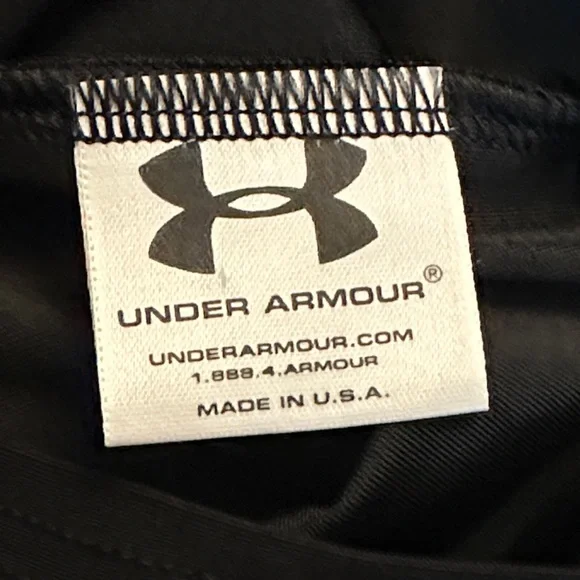 UNDER ARMOUR®
UNDERARMOUR.COM
1.888.4.ARMOUR
MADE IN U.S.A.